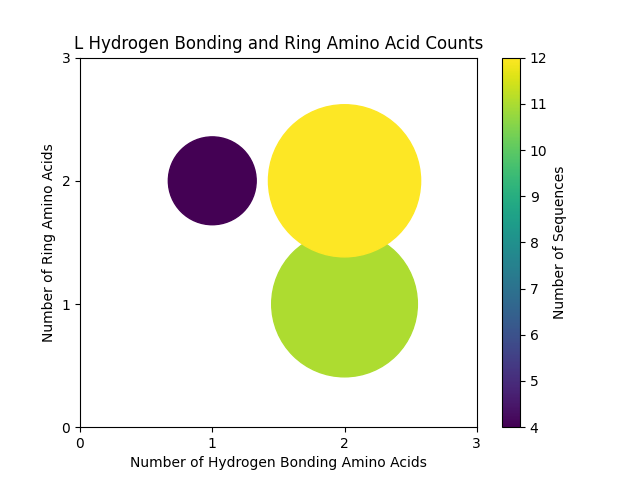 L Hydrogen Bonding and Ring Amino Acid Counts
Number of Ring Amino Acids
3
2
1
0
0 1 2 3
Number of Hydrogen Bonding Amino Acids
12
11
10
9
8
7
6
5
4
Number of Sequences